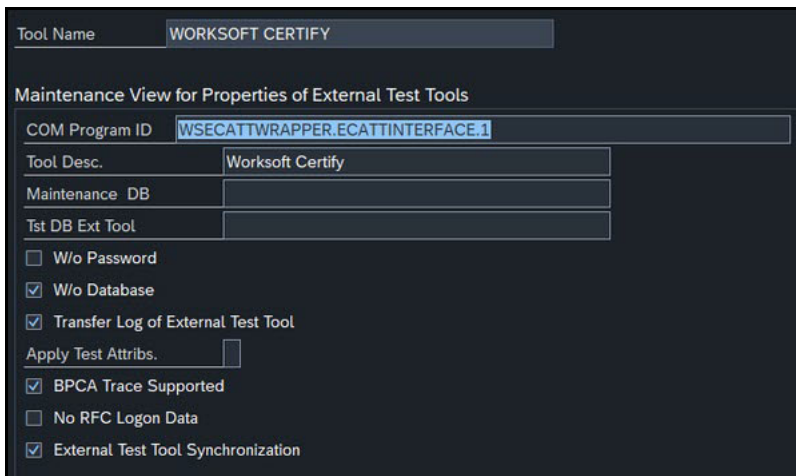 Tool Name WORKSOFT CERTIFY
Maintenance View for Properties of External Test Tools
COM Program ID WSECATTWRAPPER.ECATTINTERFACE.1
Tool Desc. Worksoft Certify
Maintenance DB
Tst DB Ext Tool
W/o Password
W/o Database
Transfer Log of External Test Tool
Apply Test Attribs.
BPCA Trace Supported
No RFC Logon Data
External Test Tool Synchronization